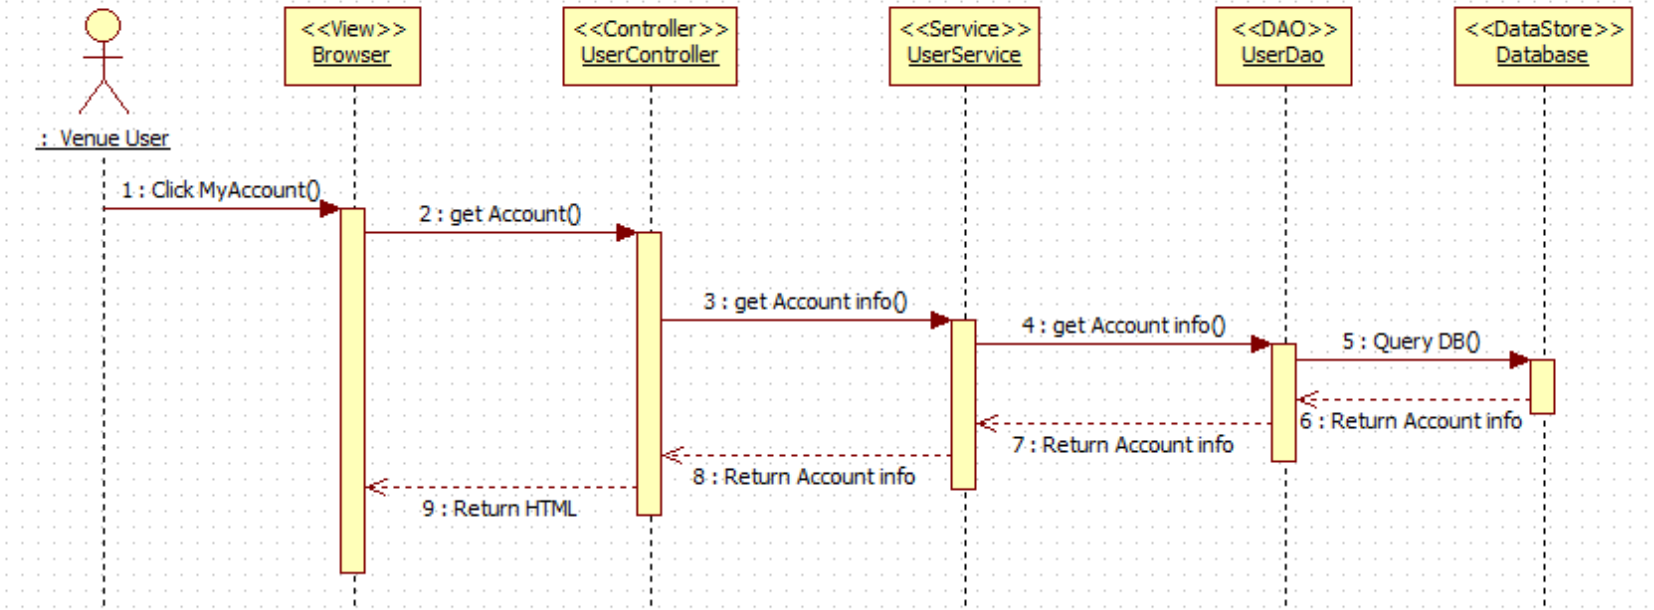 <<View>>
Browser
<<Controller>>
UserController
<<Service>>
UserService
<<DAO>>
UserDao
<<DataStore>>
Database
: Venue User
1 : Click MyAccount()
2 : get Account()
3 : get Account info()
4 : get Account info()
5 : Query DB()
6 : Return Account info
7 : Return Account info
8 : Return Account info
9 : Return HTML